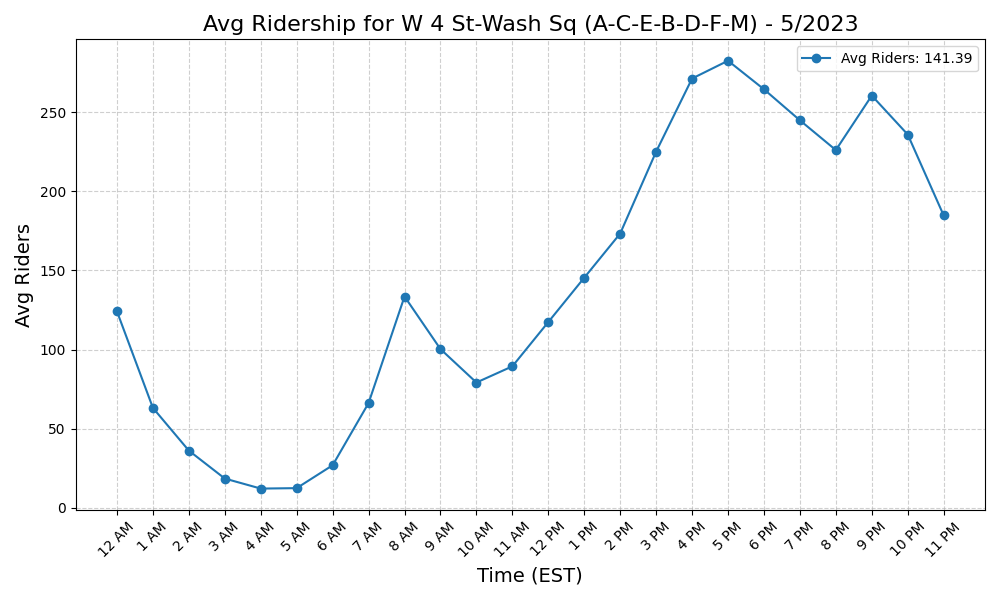 Avg Ridership for W 4 St-Wash Sq (A-C-E-B-D-F-M) - 5/2023
Avg Riders: 141.39
Avg Riders
250
200
150
100
50
0
12 AM
1 AM
2 AM
3 AM
4 AM
5 AM
6 AM
7 AM
8 AM
9 AM
10 AM
11 AM
12 PM
1 PM
2 PM
3 PM
4 PM
5 PM
6 PM
7 PM
8 PM
9 PM
10 PM
11 PM
Time (EST)